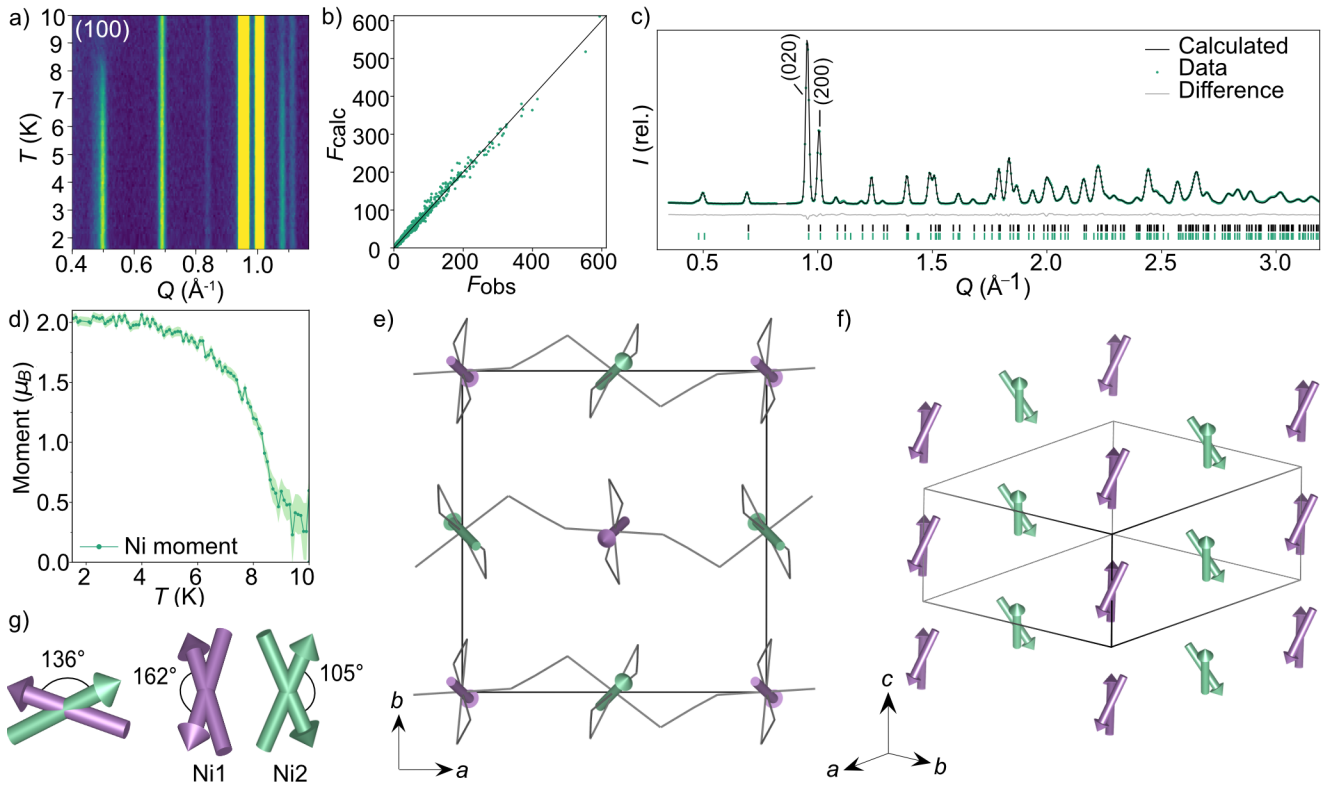 a)
(100)
10
9
8
7
6
5
4
3
2
T (K)
0.4
0.6
0.8
1.0
Q (Å-1)
b)
600
500
400
300
200
100
0
Fcalc
0
200
400
600
Fobs
c)
(020)
(200)
Calculated
Data
Difference
I (rel.)
0.5
1.0
1.5
2.0
2.5
3.0
Q (Å−1)
d)
2.0
1.5
1.0
0.5
0.0
Moment (μB)
Ni moment
2
4
6
8
10
T (K)
e)
b
a
f)
c
a
b
g)
136°
162°
105°
Ni1
Ni2